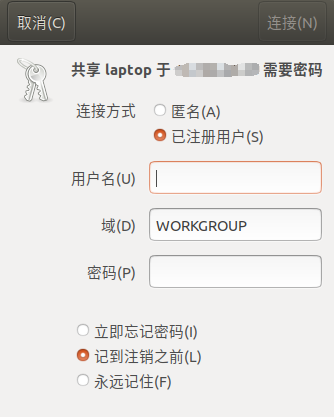 取消(C) 连接(N)
共享 laptop 于 需要密码
连接方式 匿名(A)
已注册用户(S)
用户名(U)
域(D) WORKGROUP
密码(P)
立即忘记密码(I)
记到注销之前(L)
永远记住(F)